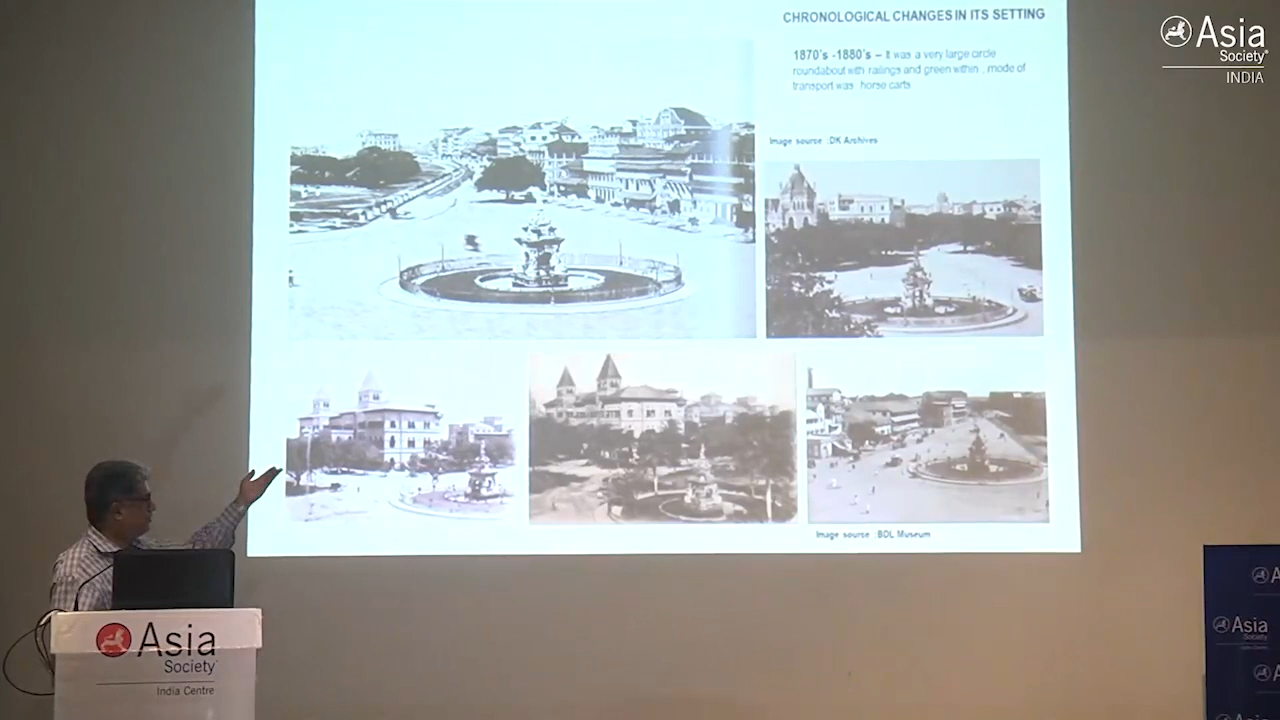 CHRONOLOGICAL CHANGES IN ITS SETTING
1870's -1880's – It was a very large circle
roundabout with railings and green within , mode of
transport was horse carts
Image source :DK Archives
Image source :BDL Museum
Asia
Society
INDIA
Asia
Society
India Centre
Asia
Society